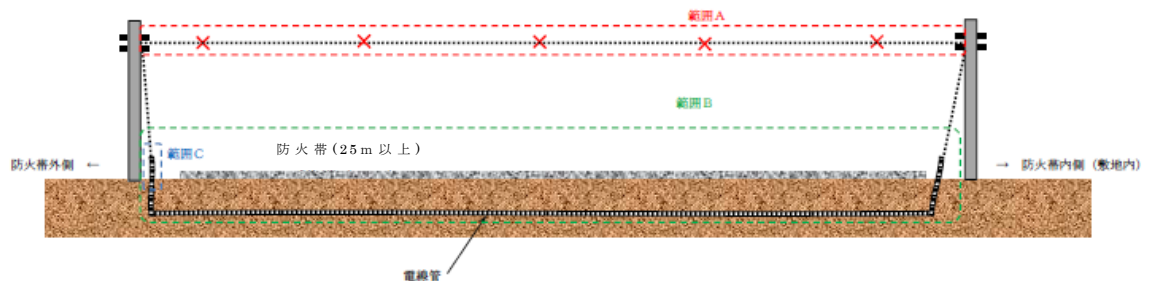 範囲A
範囲B
範囲C
防火帯(25m以上)
防火帯外側 ←
→ 防火帯内側（敷地内）
電線管